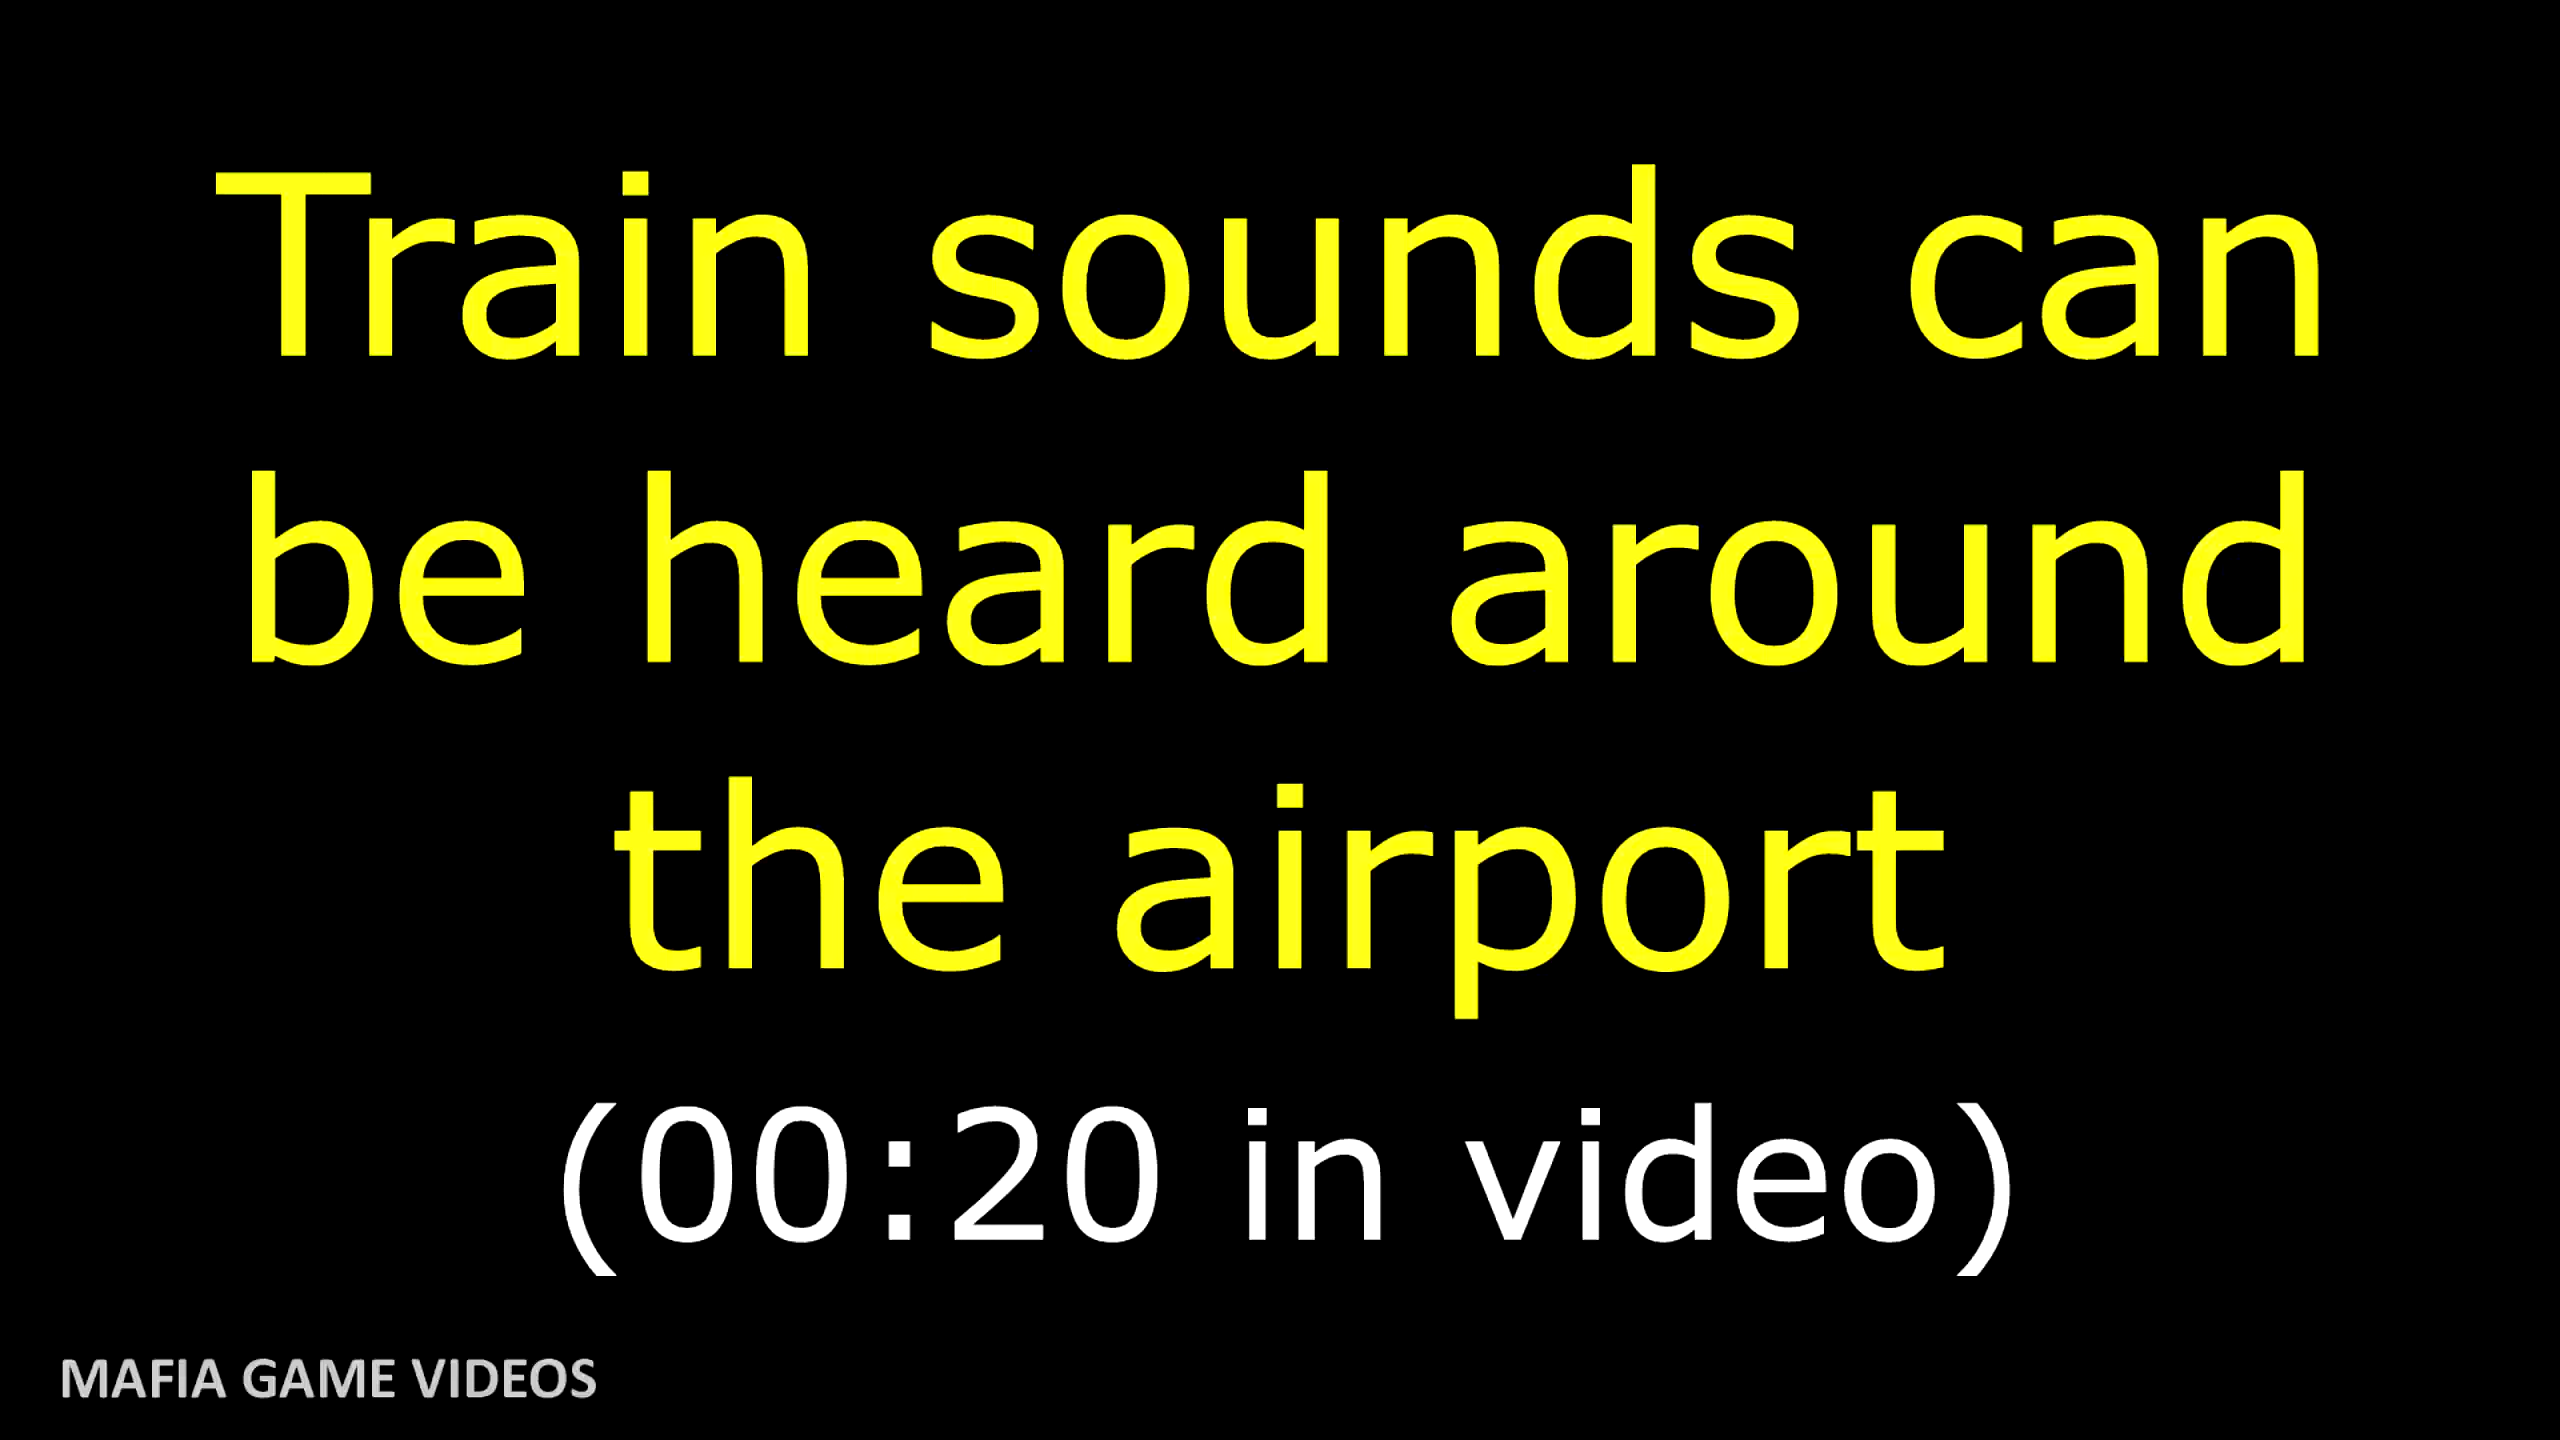 Train sounds can
be heard around
the airport
(00:20 in video)
MAFIA GAME VIDEOS